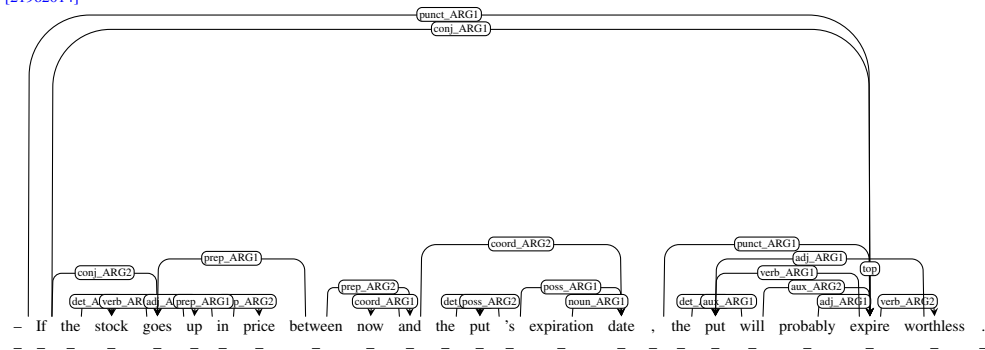 punct_ARG1
conj_ARG1
coord_ARG2
punct_ARG1
prep_ARG1
adj_ARG1
top
conj_ARG2
verb_ARG1
prep_ARG2
poss_ARG1
aux_ARG2
prep_ARG1
coord_ARG1
poss_ARG2
noun_ARG1
adj_ARG1
verb_ARG2
– If the stock goes up in price between now and the put 's expiration date , the put will probably expire worthless .
_ _ _ _ _ _ _ _ _ _ _ _ _ _ _ _ _ _ _ _ _ _ _ _